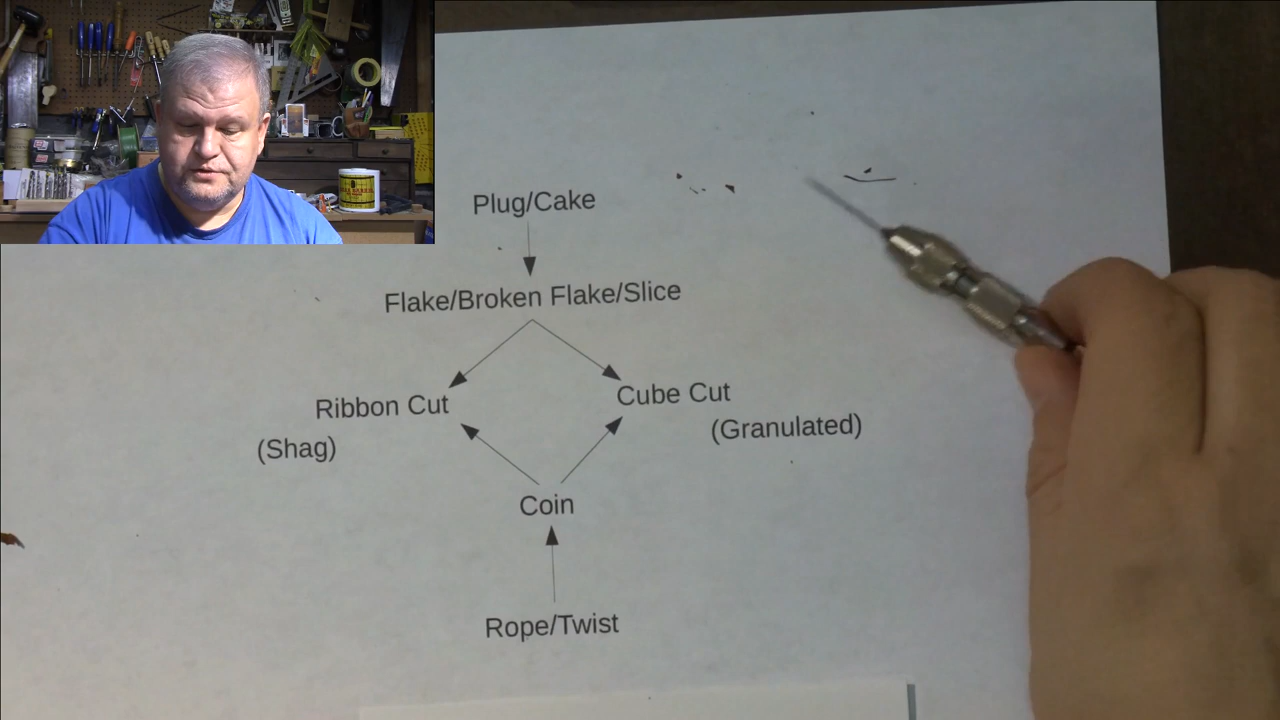 Plug/Cake
Flake/Broken Flake/Slice
Ribbon Cut
Cube Cut
(Shag)
(Granulated)
Coin
Rope/Twist